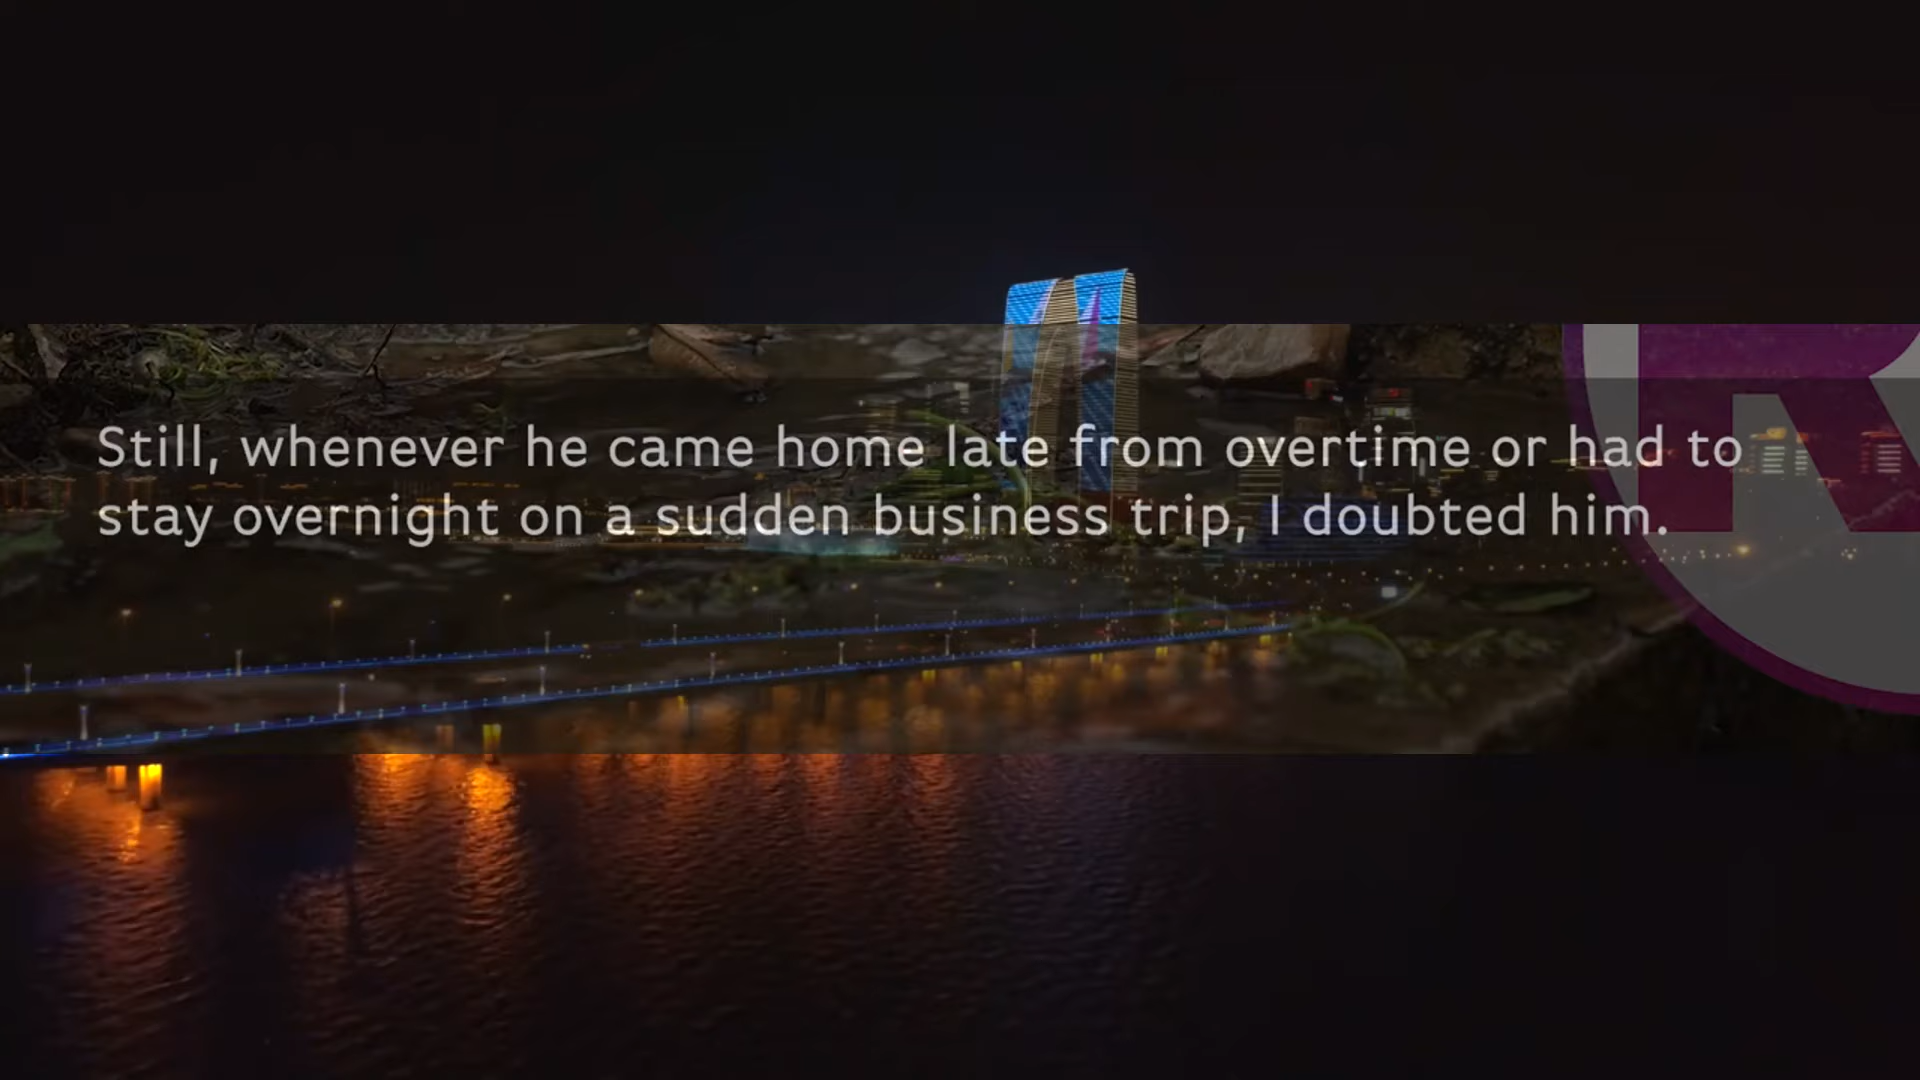 Still, whenever he came home late from overtime or had to
stay overnight on a sudden business trip, I doubted him.
R